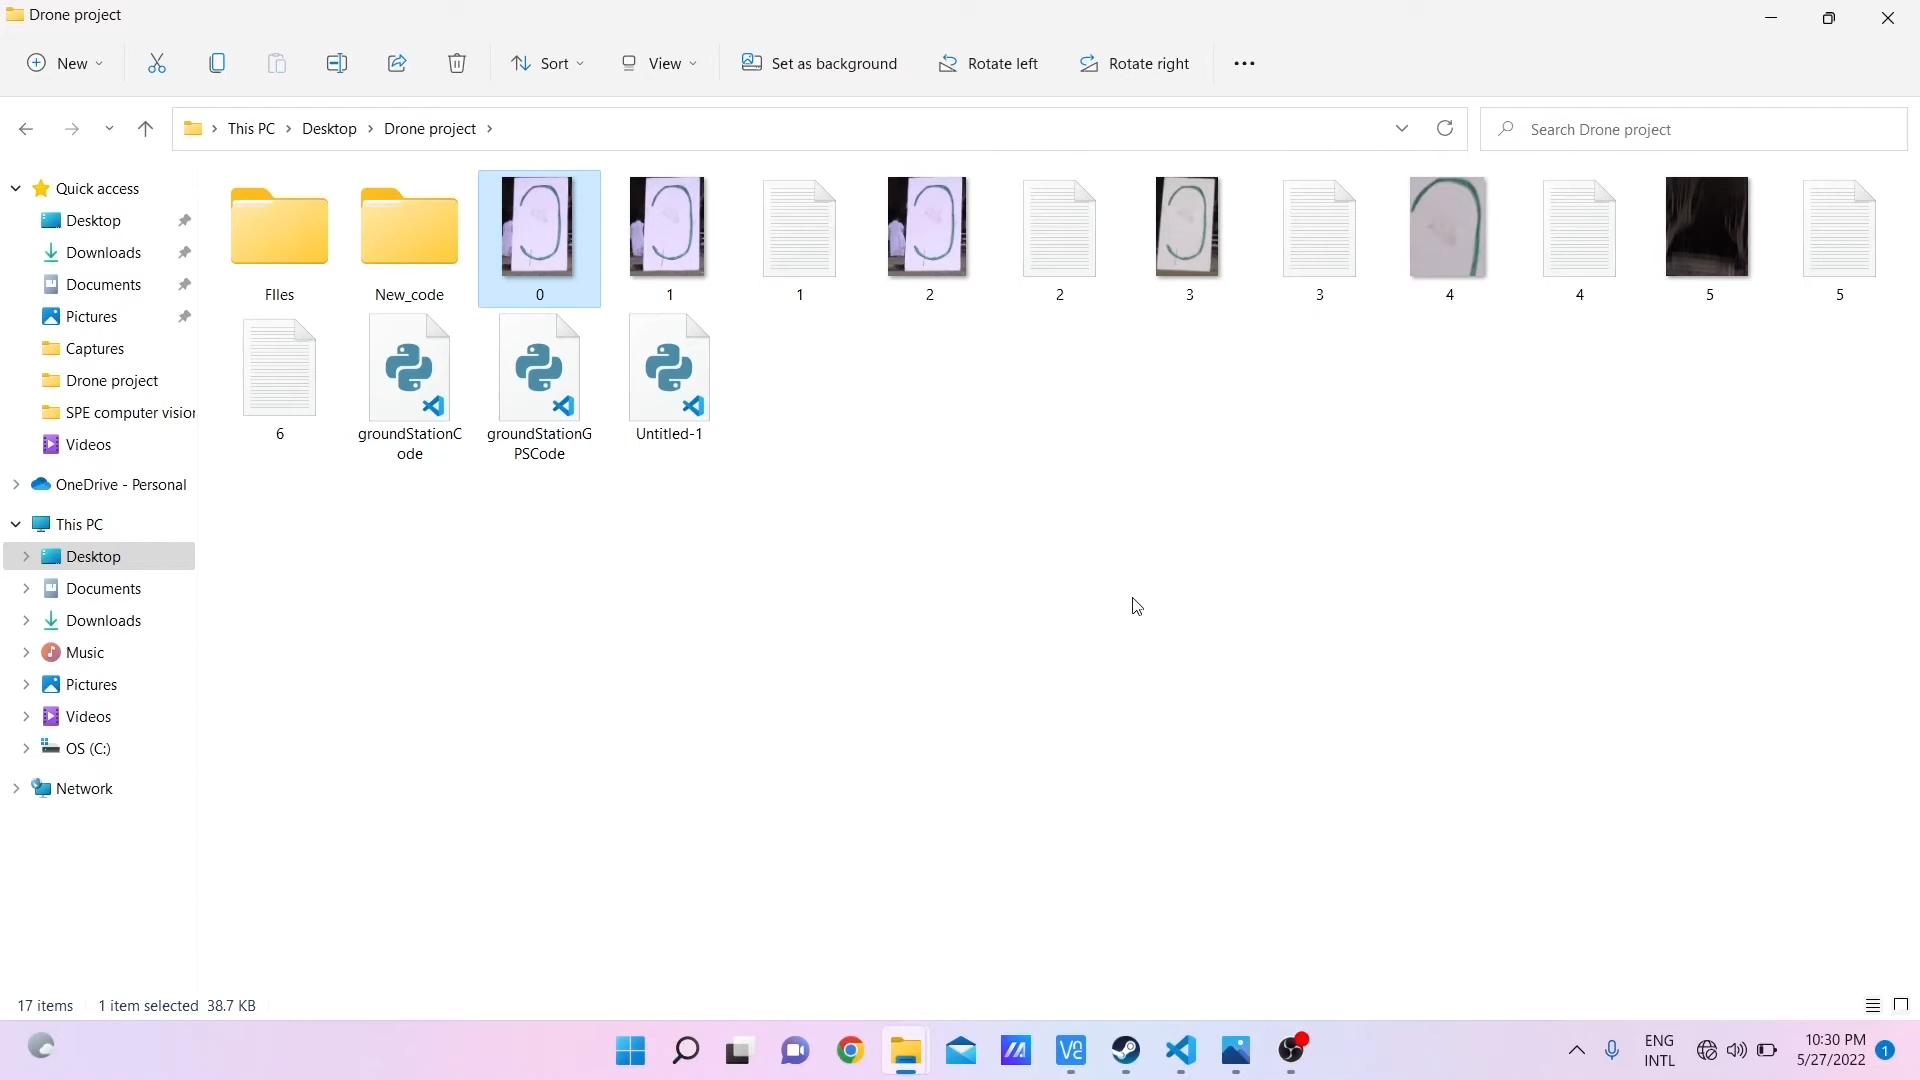 Drone project
New
Sort
View
Set as background
Rotate left
Rotate right
This PC
Desktop
Drone project
Search Drone project
Quick access
Desktop
Downloads
Documents
Pictures
Captures
Drone project
SPE computer vision
Videos
OneDrive - Personal
This PC
Desktop
Documents
Downloads
Music
Pictures
Videos
OS (C:)
Network
FIles
New_code
0
1
1
2
2
3
3
4
4
5
5
6
groundStationC
ode
groundStationG
PSCode
Untitled-1
17 items
1 item selected 38.7 KB
ENG
INTL
10:30 PM
5/27/2022
1